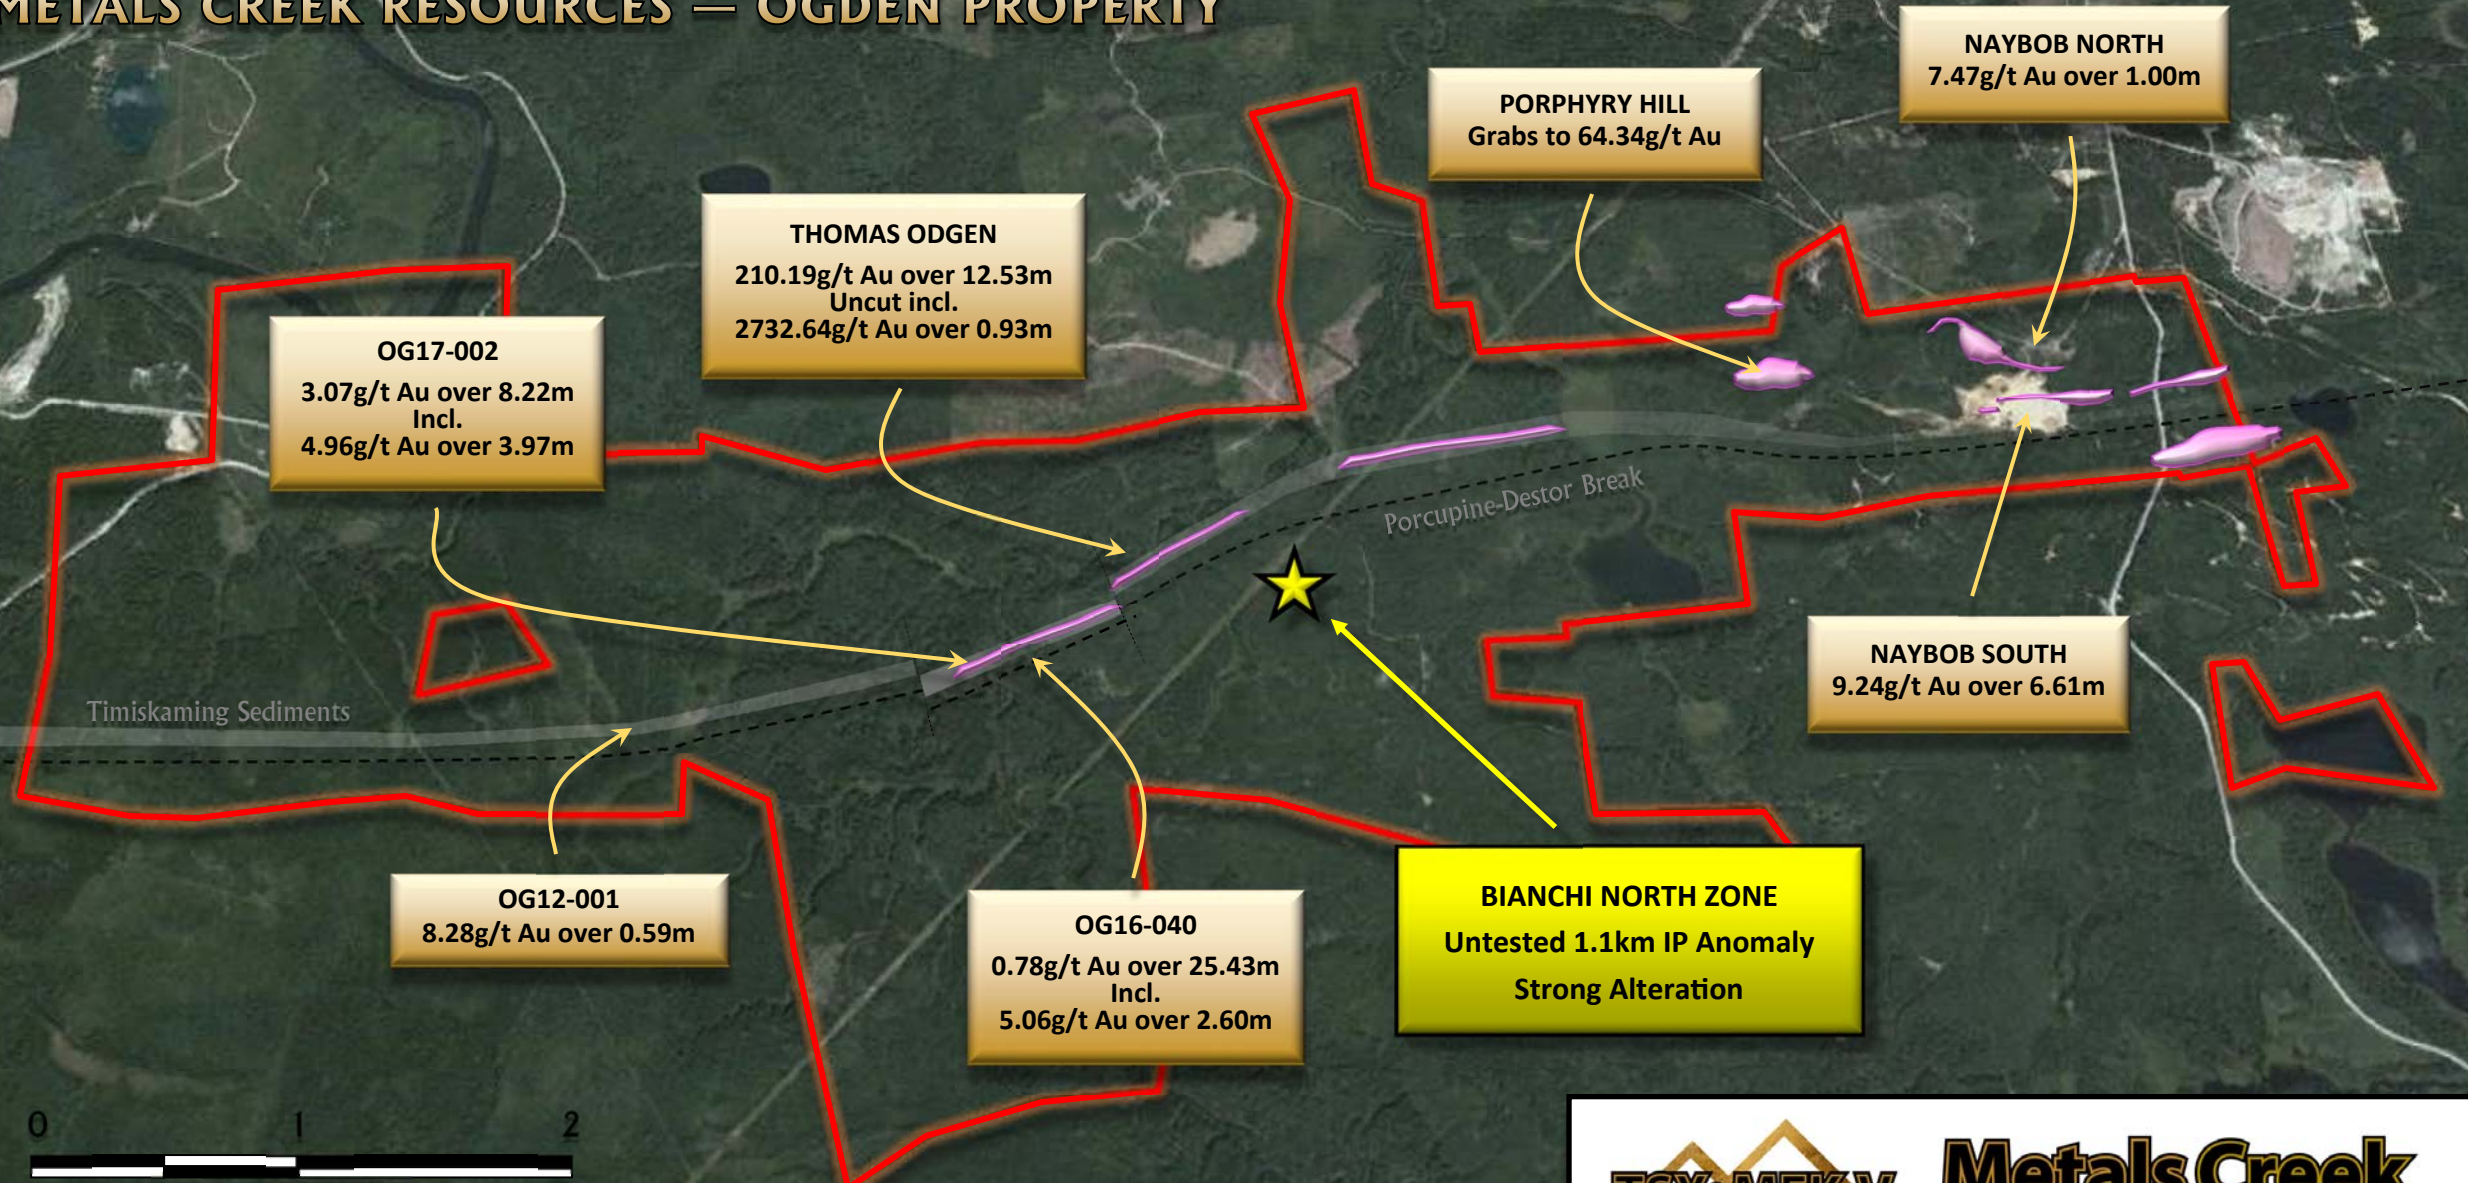 METALS CREEK RESOURCES — OGDEN PROPERTY
NAYBOB NORTH
7.47g/t Au over 1.00m
PORPHYRY HILL
Grabs to 64.34g/t Au
THOMAS ODGEN
210.19g/t Au over 12.53m
Uncut incl.
2732.64g/t Au over 0.93m
OG17-002
3.07g/t Au over 8.22m
Incl.
4.96g/t Au over 3.97m
Porcupine-Destor Break
Timiskaming Sediments
NAYBOB SOUTH
9.24g/t Au over 6.61m
OG12-001
8.28g/t Au over 0.59m
OG16-040
0.78g/t Au over 25.43m
Incl.
5.06g/t Au over 2.60m
BIANCHI NORTH ZONE
Untested 1.1km IP Anomaly
Strong Alteration
0 1 2
TSX:MEK.V
Metals Creek